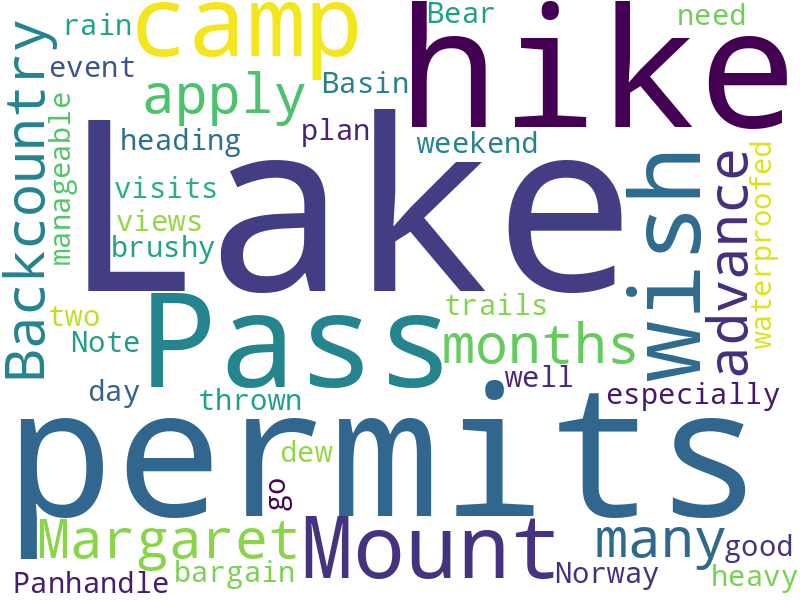 rain
camp
Bear
need
hike
event
Backcountry
manageable
apply
Basin
heading
plan
weekend
Lake
wish
advance
waterproofed
visits
views
brushy
two
Note
Pass
trails
months
day
thrown
well
especially
permits
dew
go
Margaret
Mount
many
good
Panhandle
bargain
Norway
heavy